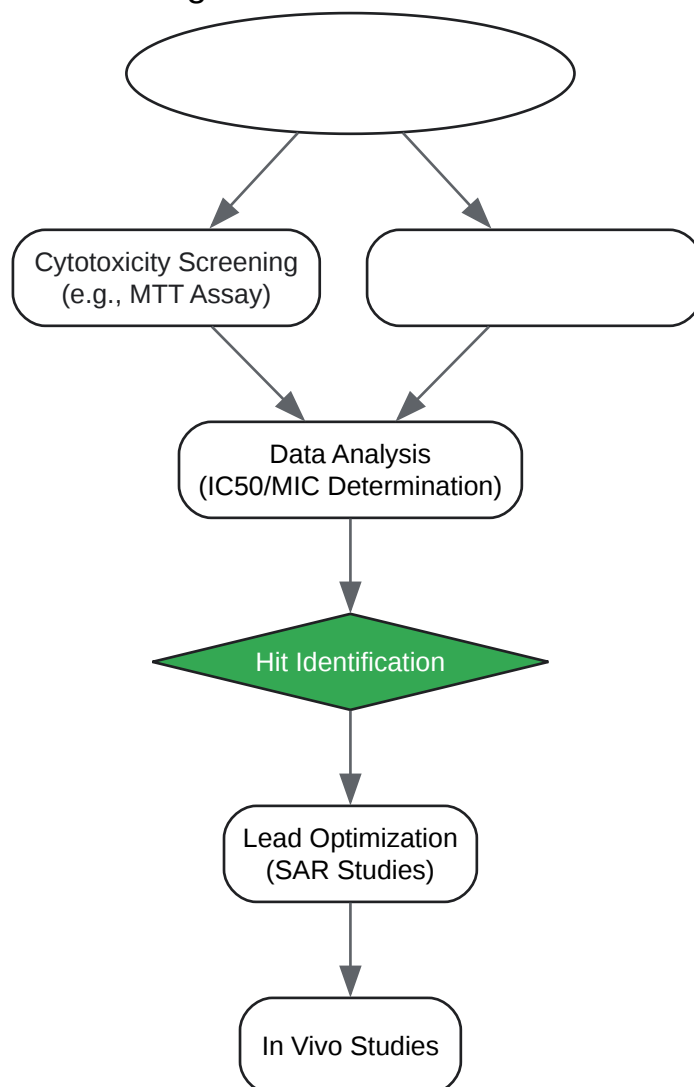 Cytotoxicity Screening
(e.g., MTT Assay)
Data Analysis
(IC50/MIC Determination)
Hit Identification
Lead Optimization
(SAR Studies)
In Vivo Studies